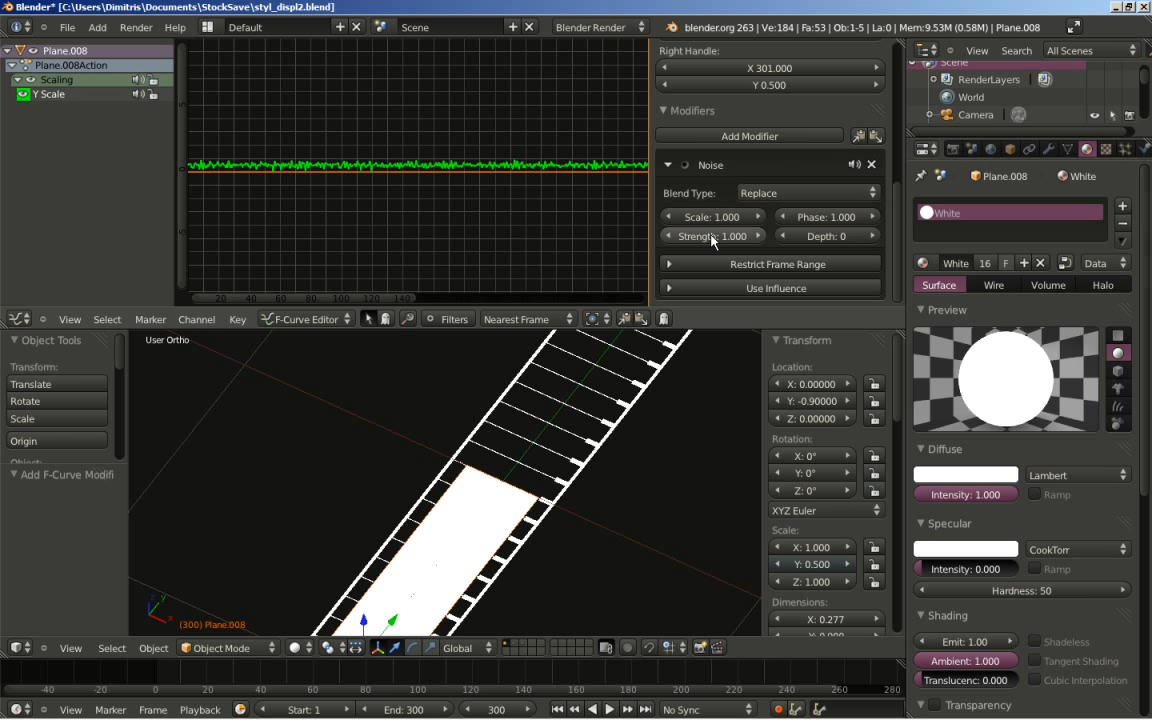 Blender* [C:\Users\Dimitris\Documents\StockSave\styl_displ2.blend]
File Add Render Help Default Scene Blender Render blender.org 263 | Ve:184 | Fa:53 | Ob:1-5 | La:0 | Mem:9.53M (0.58M) | Plane.008
Plane.008
Plane.008Action
Scaling
Y Scale
20 40 60 80 100 120 140
View Select Marker Channel Key F-Curve Editor Filters Nearest Frame
Right Handle:
X 301.000
Y 0.500
Modifiers
Add Modifier
Noise
Blend Type: Replace
Scale: 1.000 Phase: 1.000
Strength: 1.000 Depth: 0
Restrict Frame Range
Use Influence
View Search All Scenes
Scene
RenderLayers
World
Camera
Plane.008 White
White
White 16 F Data
Surface Wire Volume Halo
Preview
Diffuse
Lambert
Intensity: 1.000 Ramp
Specular
CookTorr
Intensity: 0.000 Ramp
Hardness: 50
Shading
Emit: 1.00 Shadeless
Ambient: 1.000 Tangent Shading
Translucenc: 0.000 Cubic Interpolation
Transparency
Object Tools
Transform:
Translate
Rotate
Scale
Origin
Object:
Add F-Curve Modifi
User Ortho
(300) Plane.008
Transform
Location:
X: 0.00000
Y: -0.90000
Z: 0.00000
Rotation:
X: 0°
Y: 0°
Z: 0°
XYZ Euler
Scale:
X: 1.000
Y: 0.500
Z: 1.000
Dimensions:
X: 0.277
View Select Object Object Mode Global
-40 -20 0 20 40 60 80 100 120 140 160 180 200 220 240 260 280
View Marker Frame Playback Start: 1 End: 300 300 No Sync